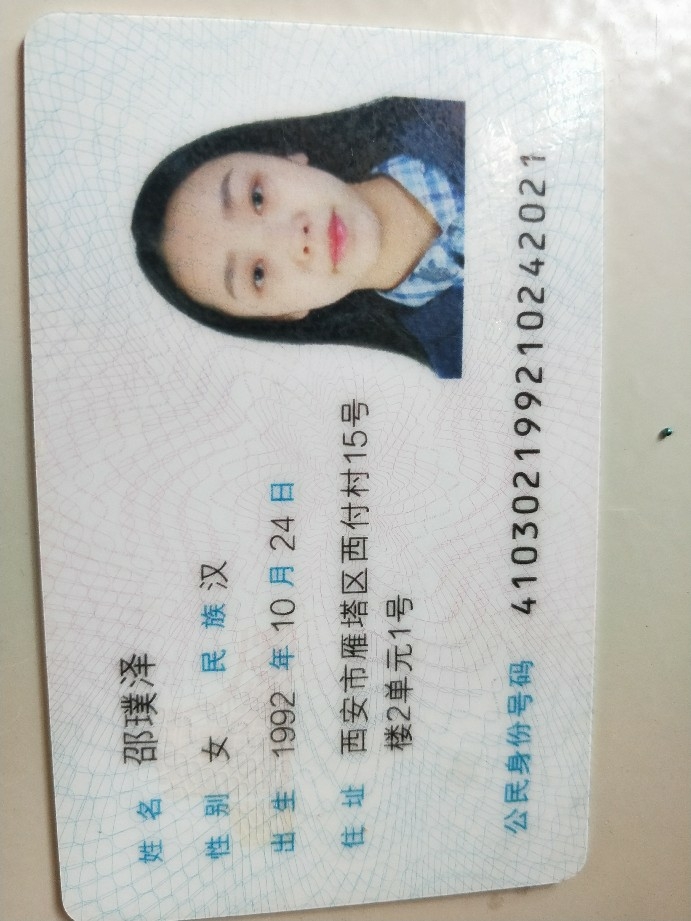 姓名 邵璞泽
性别 女 民族 汉
出生 1992 年 10 月 24 日
住址 西安市雁塔区西付村15号
楼2单元1号
公民身份号码 410302199210242021